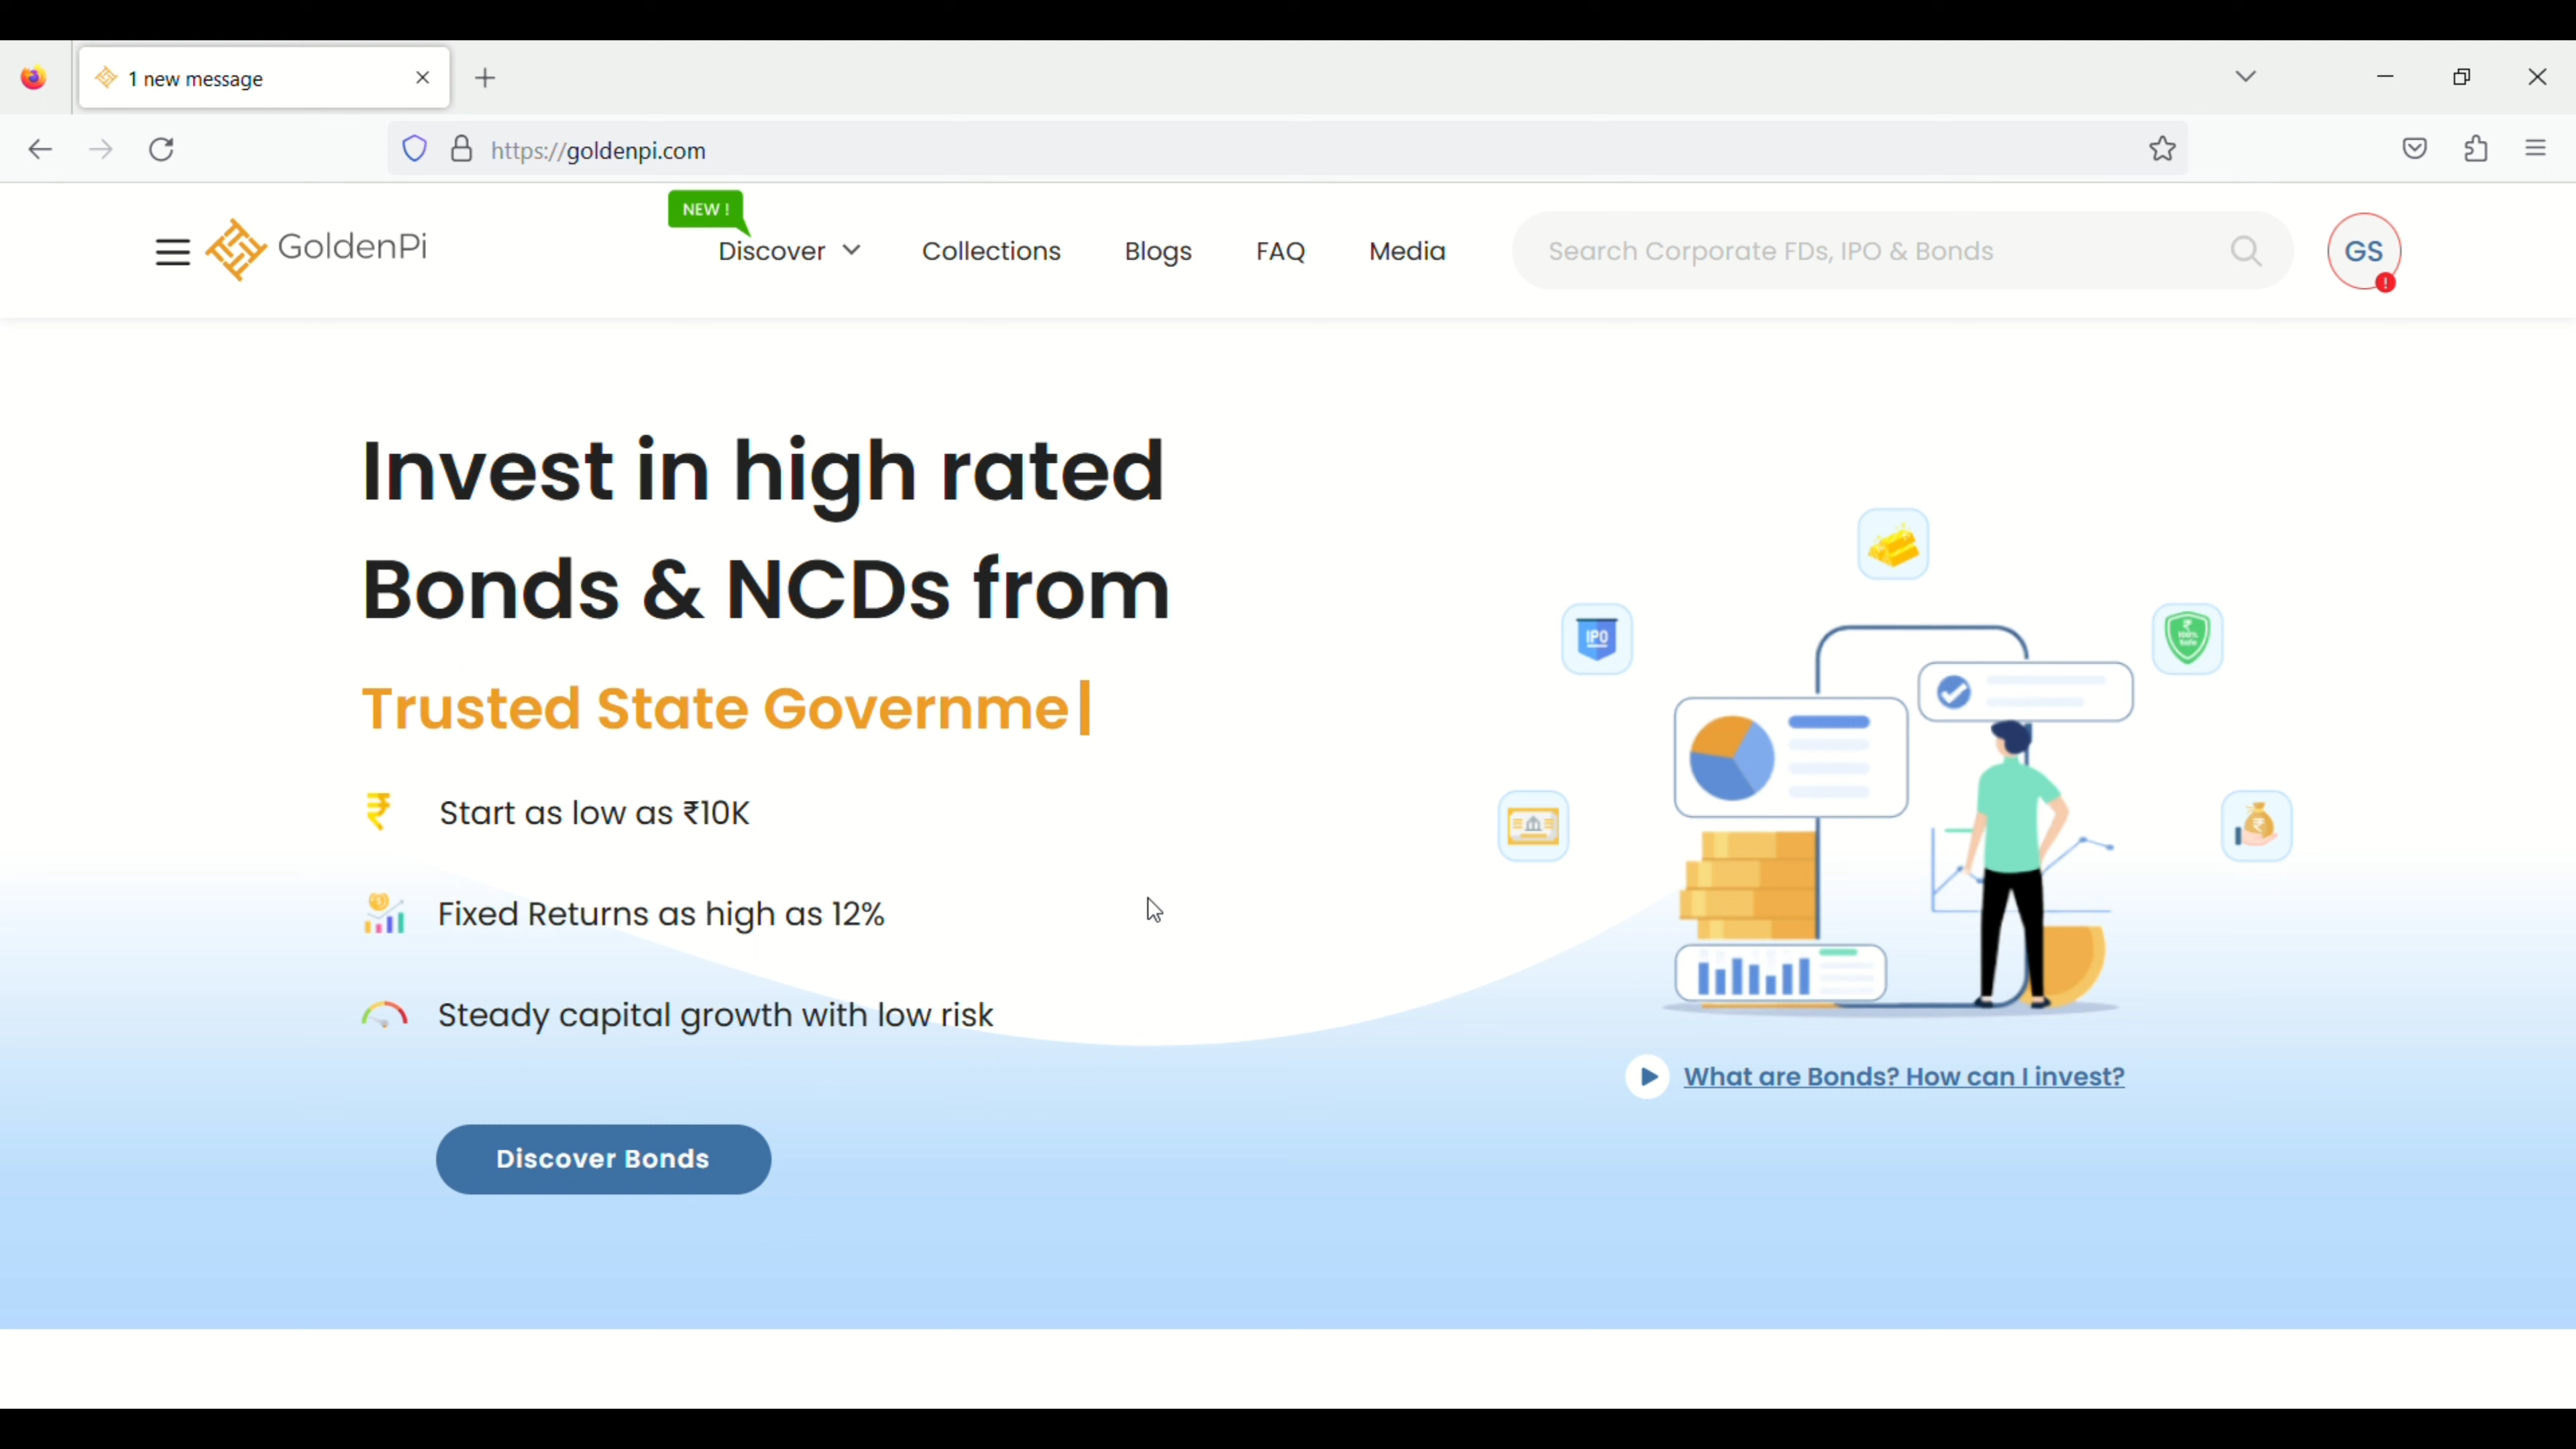 1 new message
https://goldenpi.com
NEW !
GoldenPi
Discover
Collections
Blogs
FAQ
Media
Search Corporate FDs, IPO & Bonds
GS
!
Invest in high rated
Bonds & NCDs from
Trusted State Governme
Start as low as ₹10K
Fixed Returns as high as 12%
Steady capital growth with low risk
Discover Bonds
IPO
₹
100%
Safe
₹
What are Bonds? How can I invest?